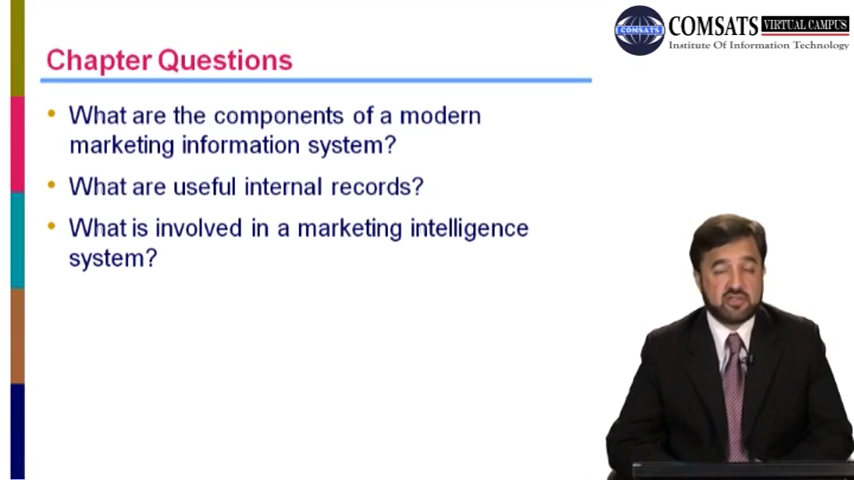 COMSATS VIRTUAL CAMPUS
COMSATS
Institute Of Information Technology
Chapter Questions
• What are the components of a modern
marketing information system?
• What are useful internal records?
• What is involved in a marketing intelligence
system?